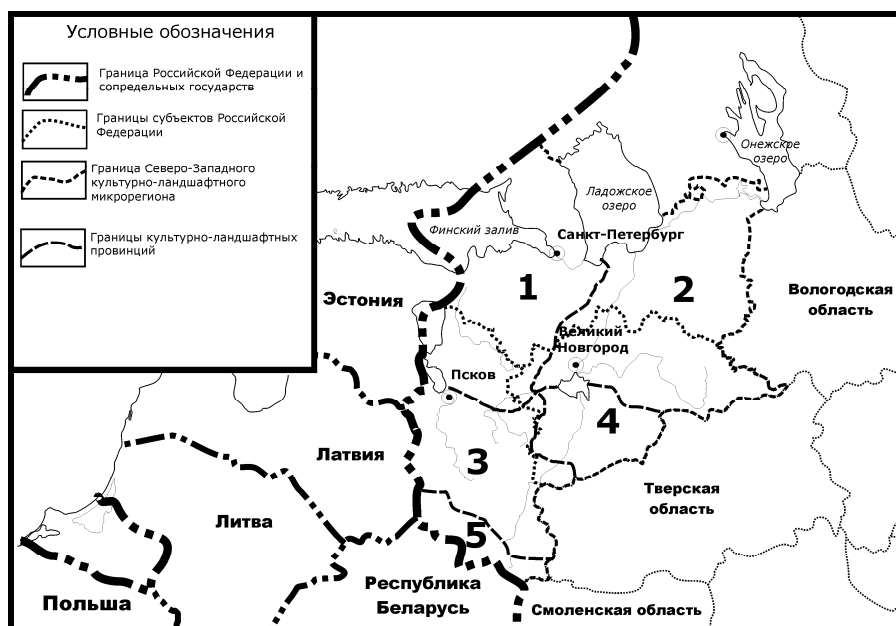 Условные обозначения
Граница Российской Федерации и
сопредельных государств
Границы субъектов Российской
Федерации
Граница Северо-Западного
культурно-ландшафтного
микрорегиона
Границы культурно-ландшафтных
провинций
Онежское
озеро
Ладожское
озеро
Финский залив
Санкт-Петербург
1
2
Эстония
Вологодская
область
Великий
Новгород
Псков
4
3
Латвия
Тверская
область
Литва
5
Республика
Беларусь
Польша
Смоленская область